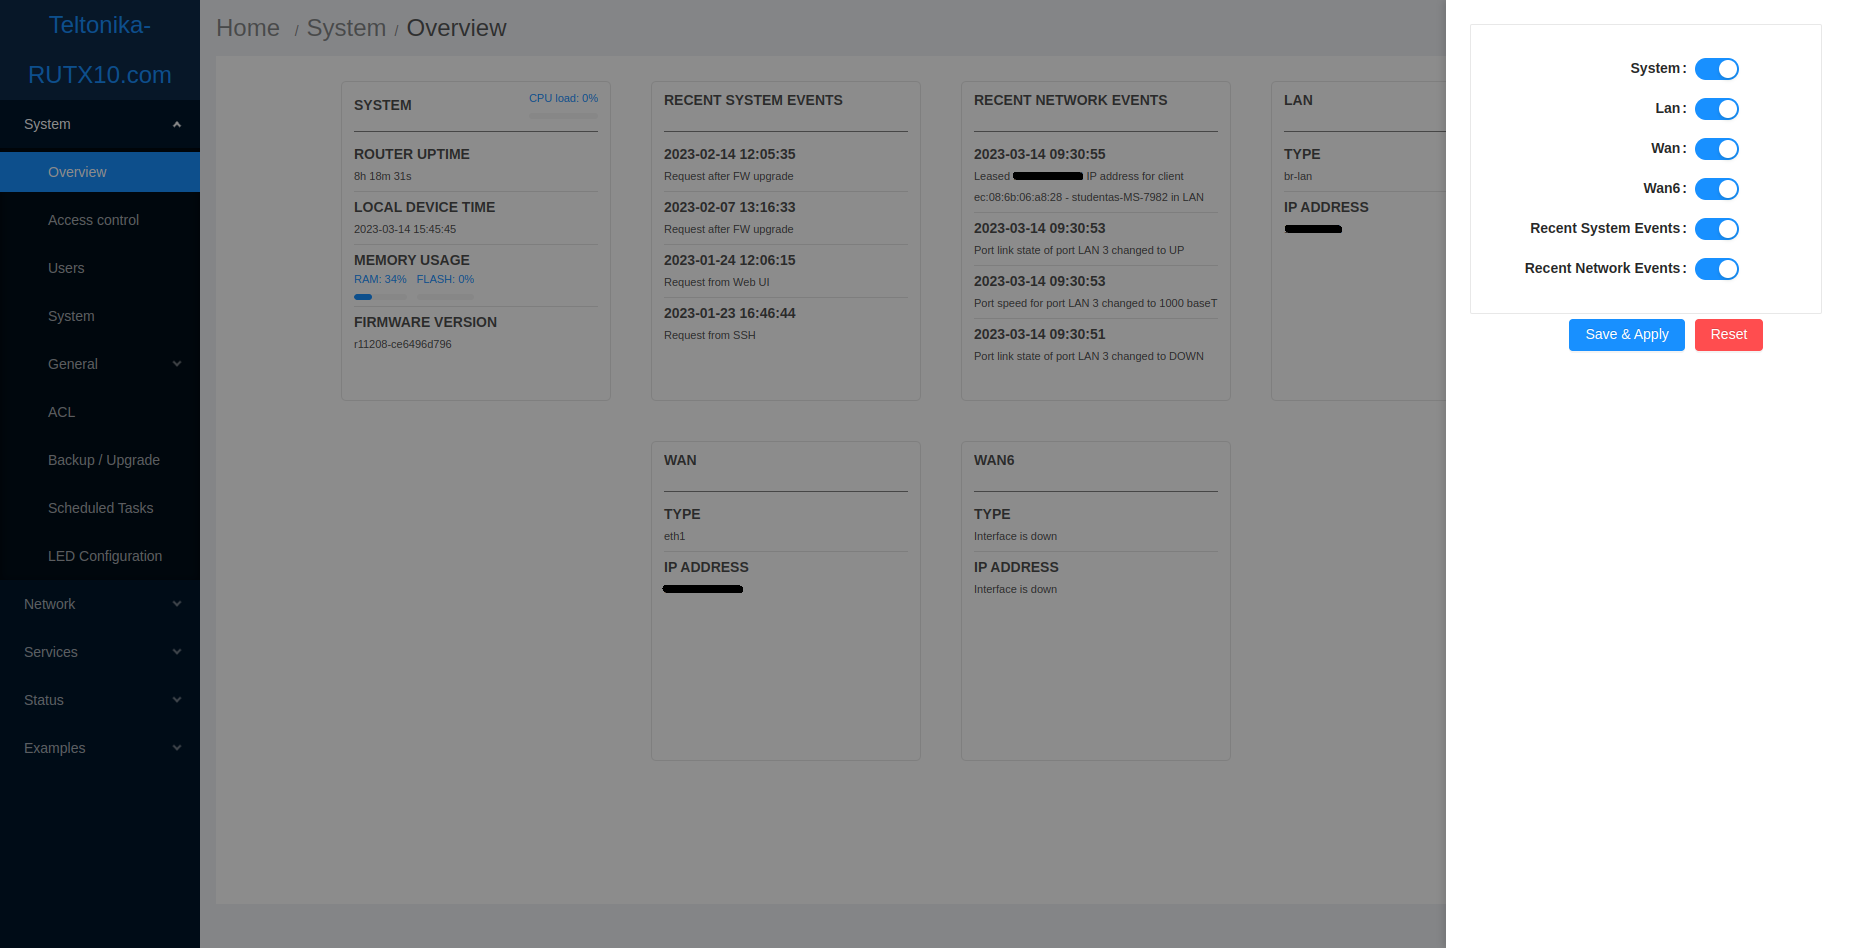 Teltonika-
RUTX10.com
System
Overview
Access control
Users
System
General
ACL
Backup / Upgrade
Scheduled Tasks
LED Configuration
Network
Services
Status
Examples
Home / System / Overview
SYSTEM
CPU load: 0%
ROUTER UPTIME
8h 18m 31s
LOCAL DEVICE TIME
2023-03-14 15:45:45
MEMORY USAGE
RAM: 34% FLASH: 0%
FIRMWARE VERSION
r11208-ce6496d796
RECENT SYSTEM EVENTS
2023-02-14 12:05:35
Request after FW upgrade
2023-02-07 13:16:33
Request after FW upgrade
2023-01-24 12:06:15
Request from Web UI
2023-01-23 16:46:44
Request from SSH
RECENT NETWORK EVENTS
2023-03-14 09:30:55
Leased IP address for client
ec:08:6b:06:a8:28 - studentas-MS-7982 in LAN
2023-03-14 09:30:53
Port link state of port LAN 3 changed to UP
2023-03-14 09:30:53
Port speed for port LAN 3 changed to 1000 baseT
2023-03-14 09:30:51
Port link state of port LAN 3 changed to DOWN
LAN
TYPE
br-lan
IP ADDRESS
WAN
TYPE
eth1
IP ADDRESS
WAN6
TYPE
Interface is down
IP ADDRESS
Interface is down
System:
Lan:
Wan:
Wan6:
Recent System Events:
Recent Network Events:
Save & Apply
Reset